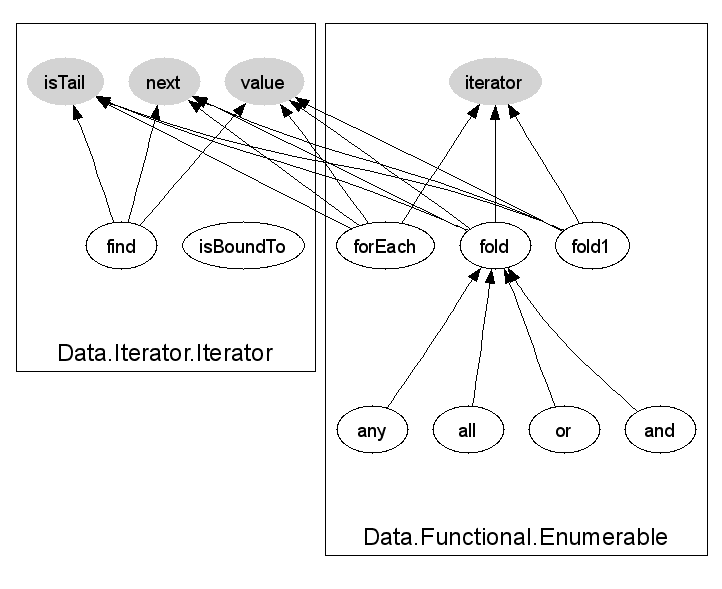 isTail
next
value
iterator
find
isBoundTo
forEach
fold
fold1
Data.Iterator.Iterator
any
all
or
and
Data.Functional.Enumerable